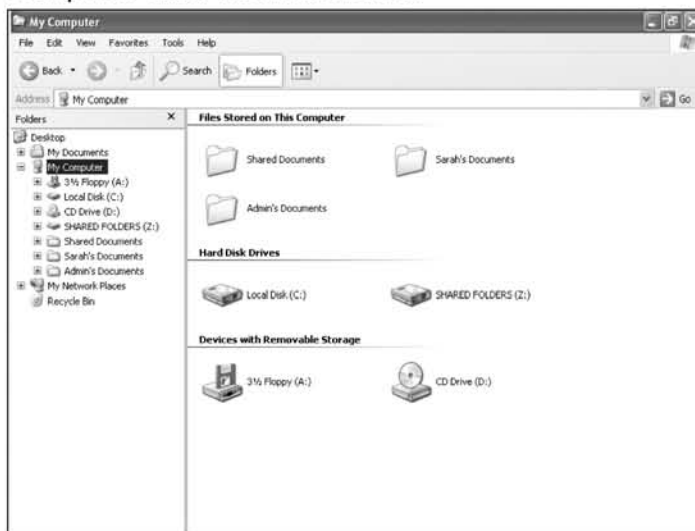 My Computer
File Edit View Favorites Tools Help
Back Search Folders
Address My Computer Go
Folders
Desktop
My Documents
My Computer
3½ Floppy (A:)
Local Disk (C:)
CD Drive (D:)
SHARED FOLDERS (Z:)
Shared Documents
Sarah's Documents
Admin's Documents
My Network Places
Recycle Bin
Files Stored on This Computer
Shared Documents Sarah's Documents
Admin's Documents
Hard Disk Drives
Local Disk (C:) SHARED FOLDERS (Z:)
Devices with Removable Storage
3½ Floppy (A:) CD Drive (D:)